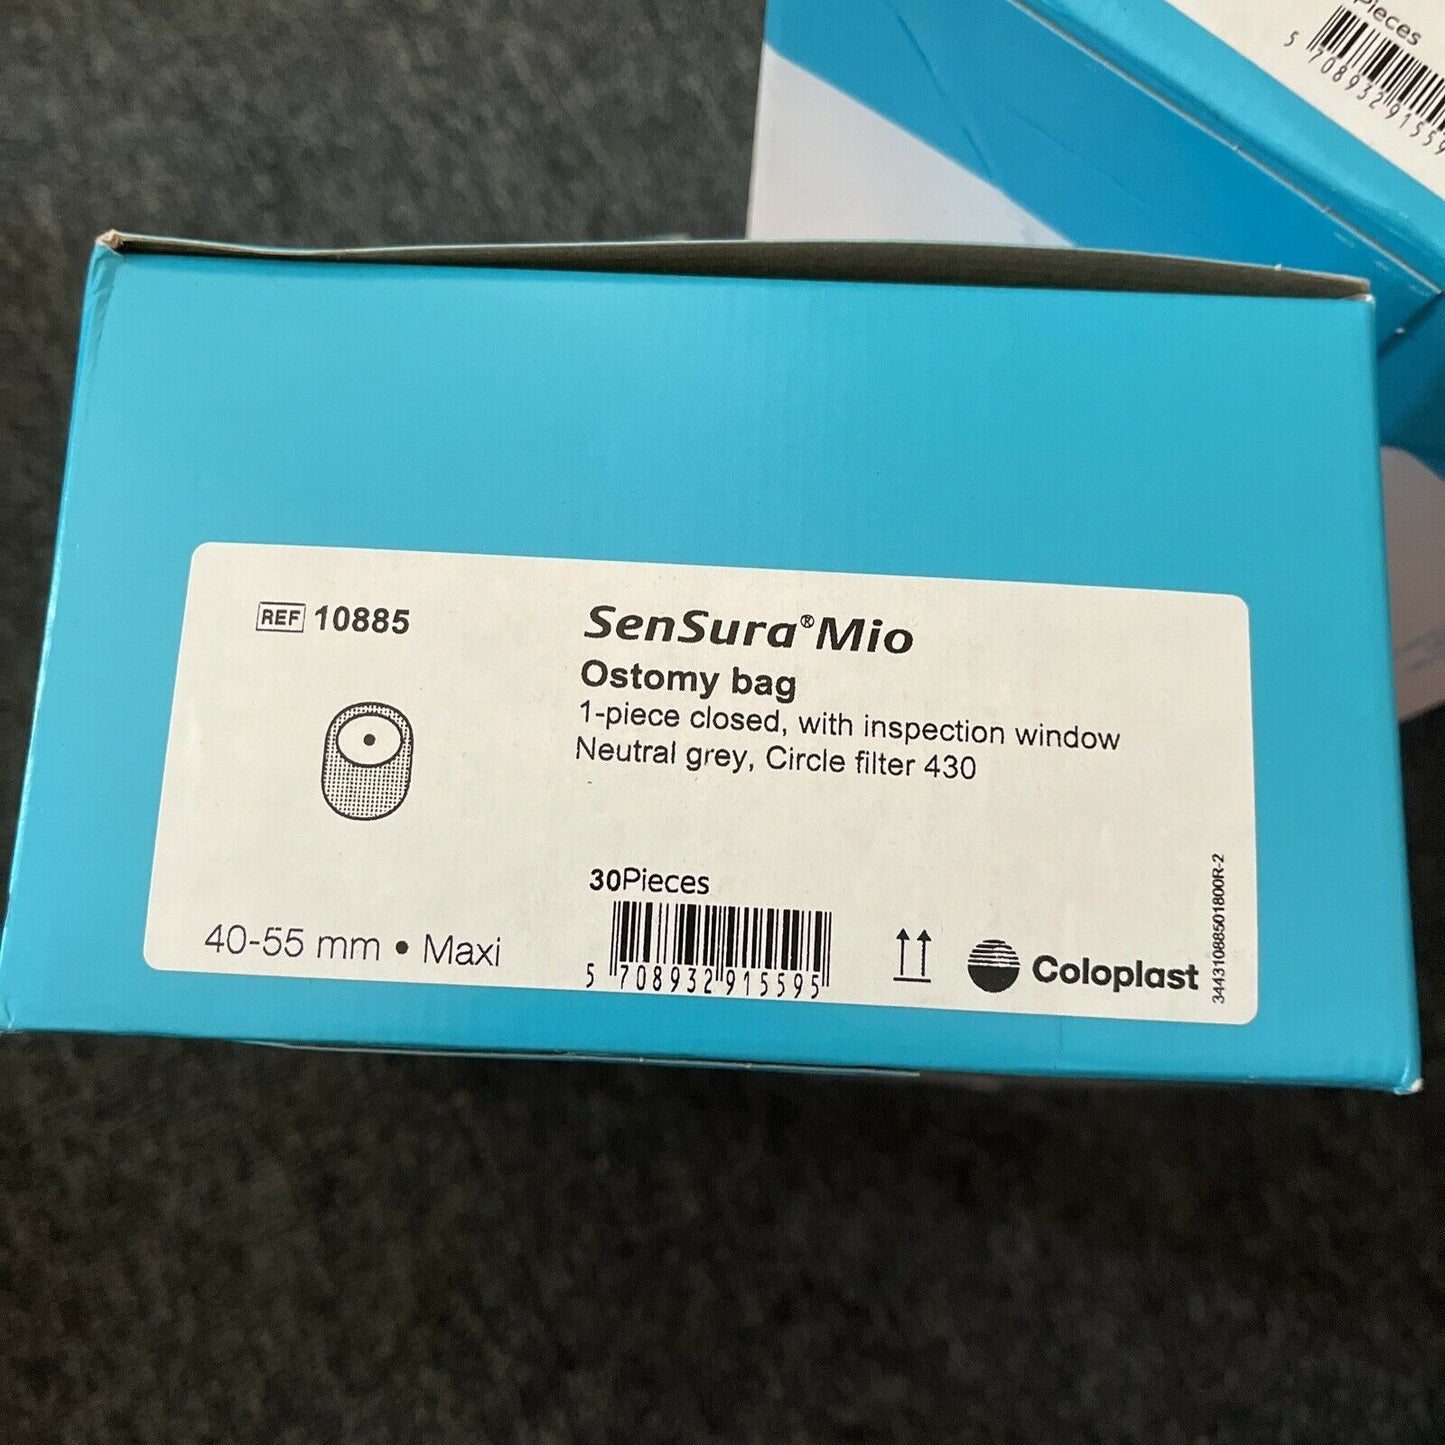 Pieces
5 708932 9155
REF 10885
SenSura®Mio
Ostomy bag
1-piece closed, with inspection window
Neutral grey, Circle filter 430
30Pieces
40-55 mm • Maxi
5 708932 915595
Coloplast
34431088501800R-2